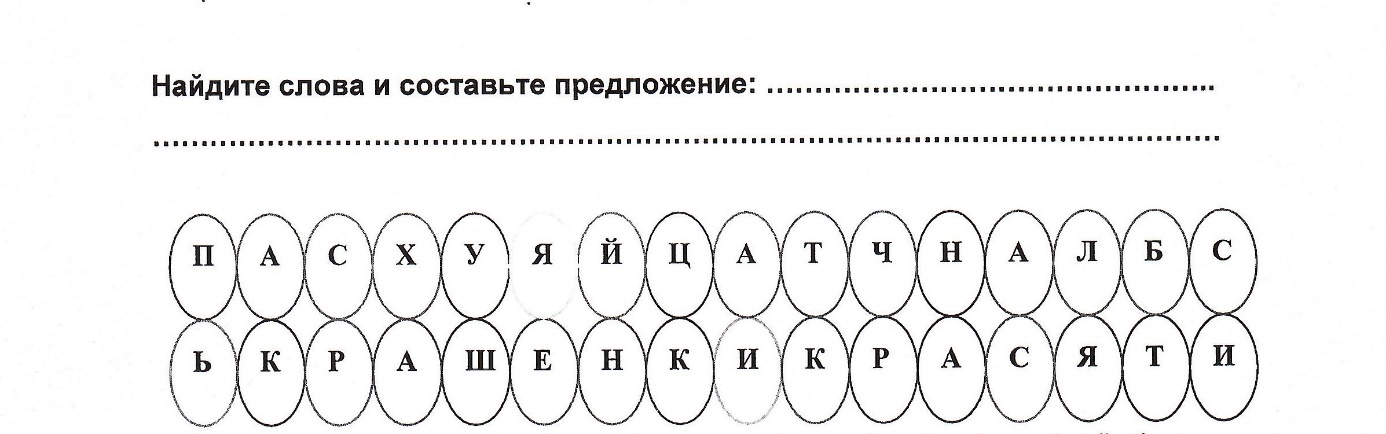 Найдите слова и составьте предложение: ………………………………………..
………………………………………………………………………………………………
П А С Х У Я Й Ц А Т Ч Н А Л Б С
Ь К Р А Ш Е Н К И К Р А С Я Т И